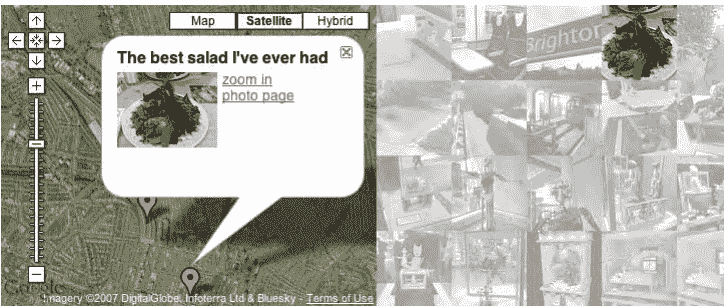 Map
Satellite
Hybrid
The best salad I've ever had
zoom in
photo page
Brighton
Google
Imagery ©2007 DigitalGlobe, Infoterra Ltd & Bluesky - Terms of Use